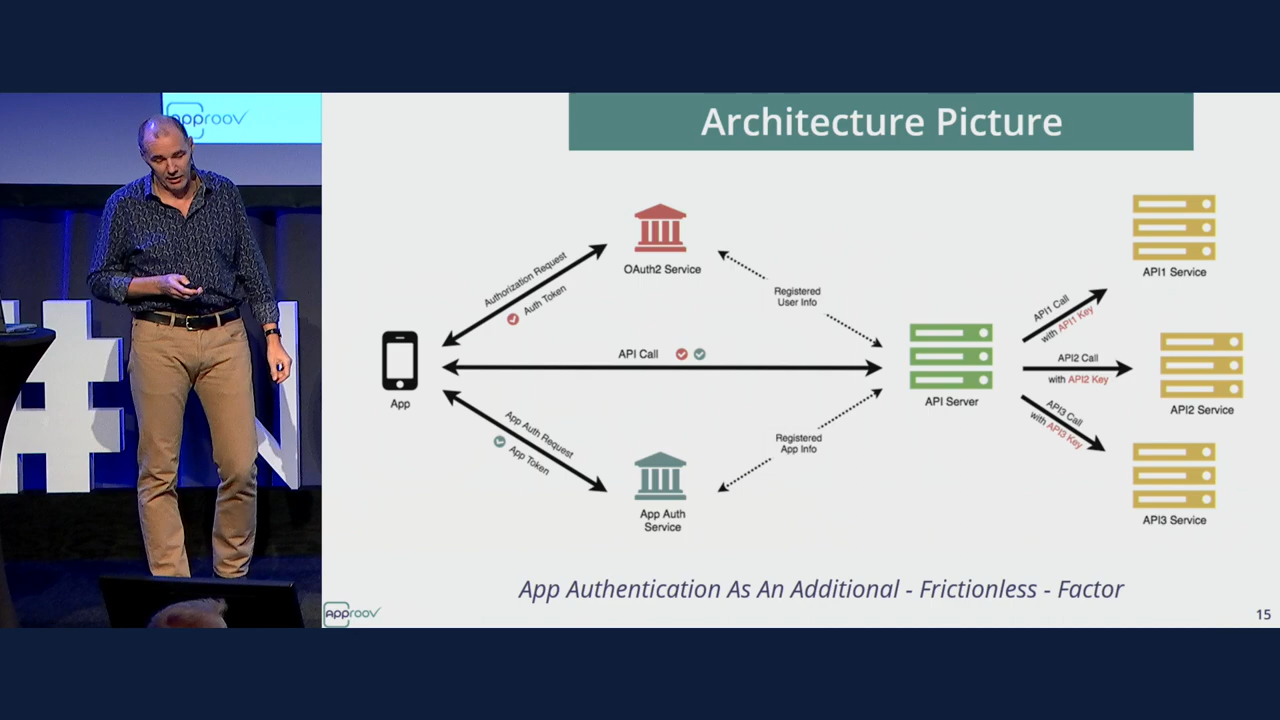 approov
Architecture Picture
OAuth2 Service
Authorization Request
Auth Token
Registered
User Info
API Call
App
App Auth Request
App Token
App Auth
Service
Registered
App Info
API Server
API1 Call
with API1 Key
API2 Call
with API2 Key
API3 Call
with API3 Key
API1 Service
API2 Service
API3 Service
App Authentication As An Additional - Frictionless - Factor
approov
15